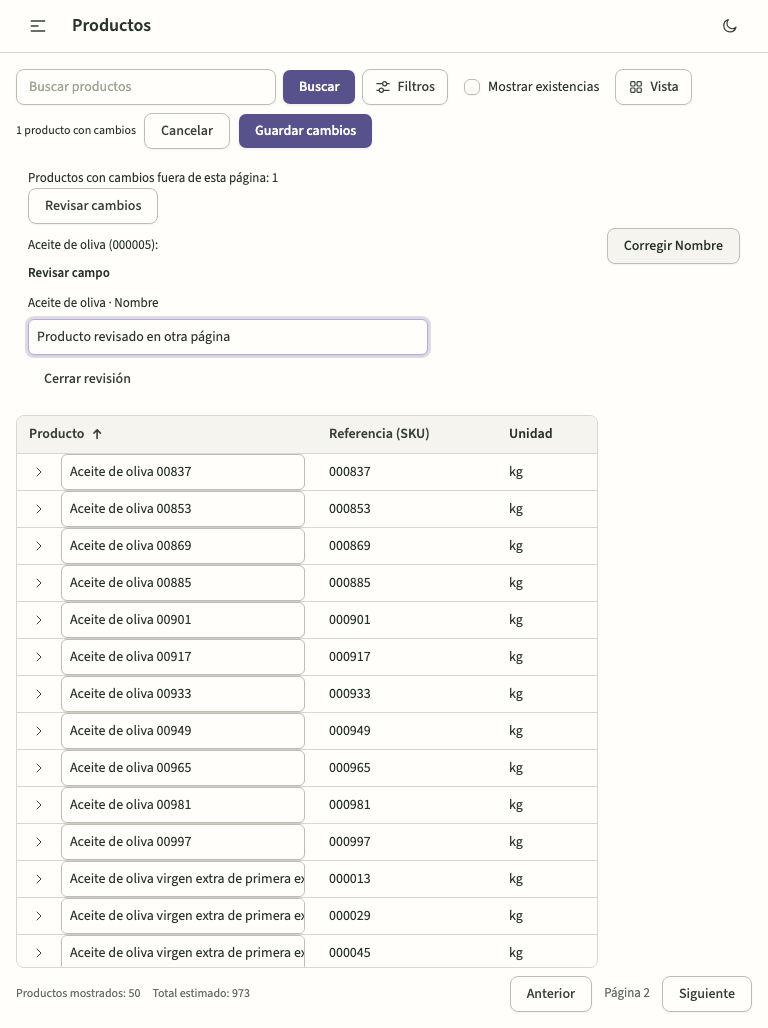 Productos
Buscar productos Buscar Filtros Mostrar existencias Vista
1 producto con cambios Cancelar Guardar cambios
Productos con cambios fuera de esta página: 1
Revisar cambios
Aceite de oliva (000005): Corregir Nombre
Revisar campo
Aceite de oliva · Nombre
Producto revisado en otra página
Cerrar revisión
Producto Referencia (SKU) Unidad
Aceite de oliva 00837 000837 kg
Aceite de oliva 00853 000853 kg
Aceite de oliva 00869 000869 kg
Aceite de oliva 00885 000885 kg
Aceite de oliva 00901 000901 kg
Aceite de oliva 00917 000917 kg
Aceite de oliva 00933 000933 kg
Aceite de oliva 00949 000949 kg
Aceite de oliva 00965 000965 kg
Aceite de oliva 00981 000981 kg
Aceite de oliva 00997 000997 kg
Aceite de oliva virgen extra de primera ex 000013 kg
Aceite de oliva virgen extra de primera ex 000029 kg
Aceite de oliva virgen extra de primera ex 000045 kg
Productos mostrados: 50 Total estimado: 973 Anterior Página 2 Siguiente